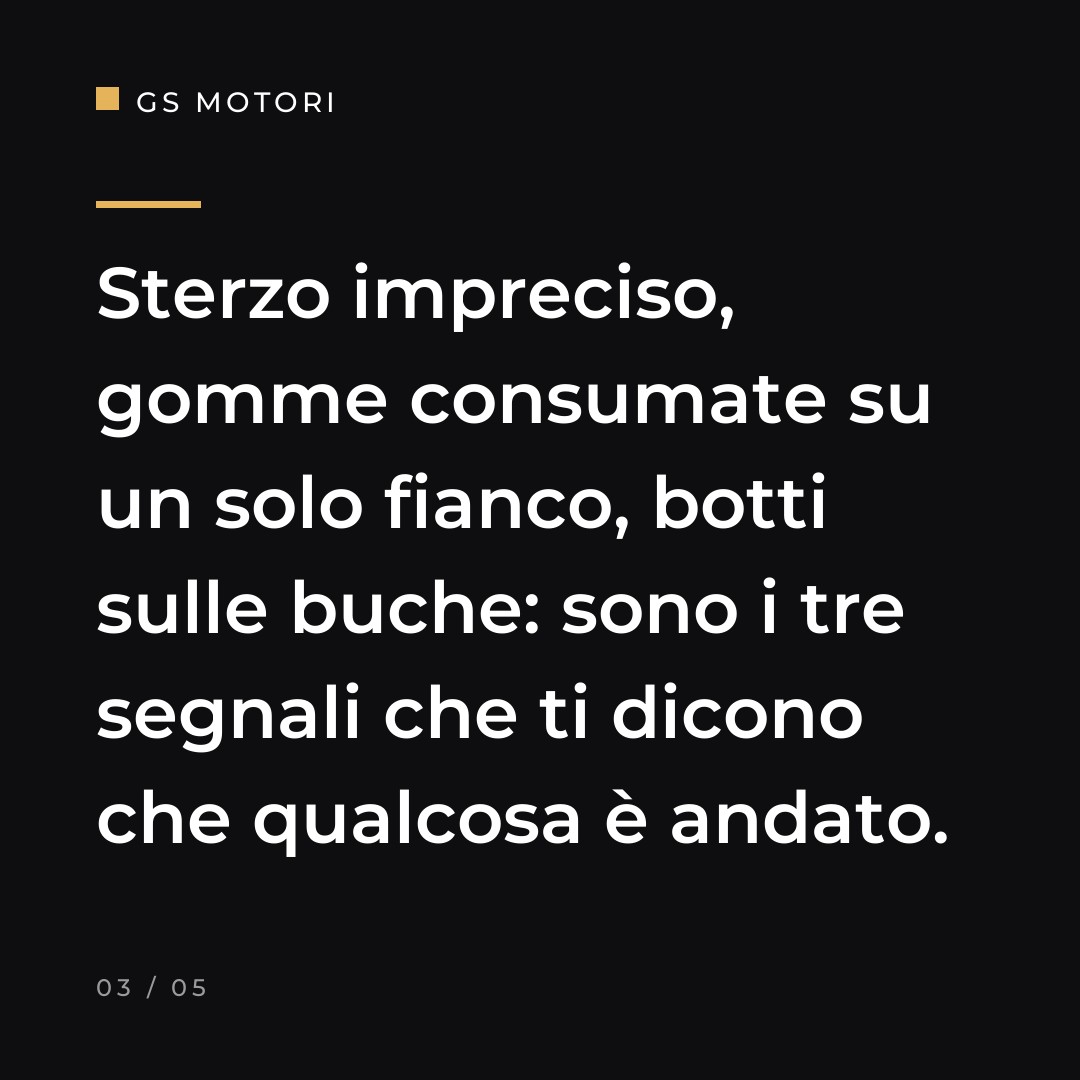 GS MOTORI
Sterzo impreciso,
gomme consumate su
un solo fianco, botti
sulle buche: sono i tre
segnali che ti dicono
che qualcosa è andato.
03 / 05